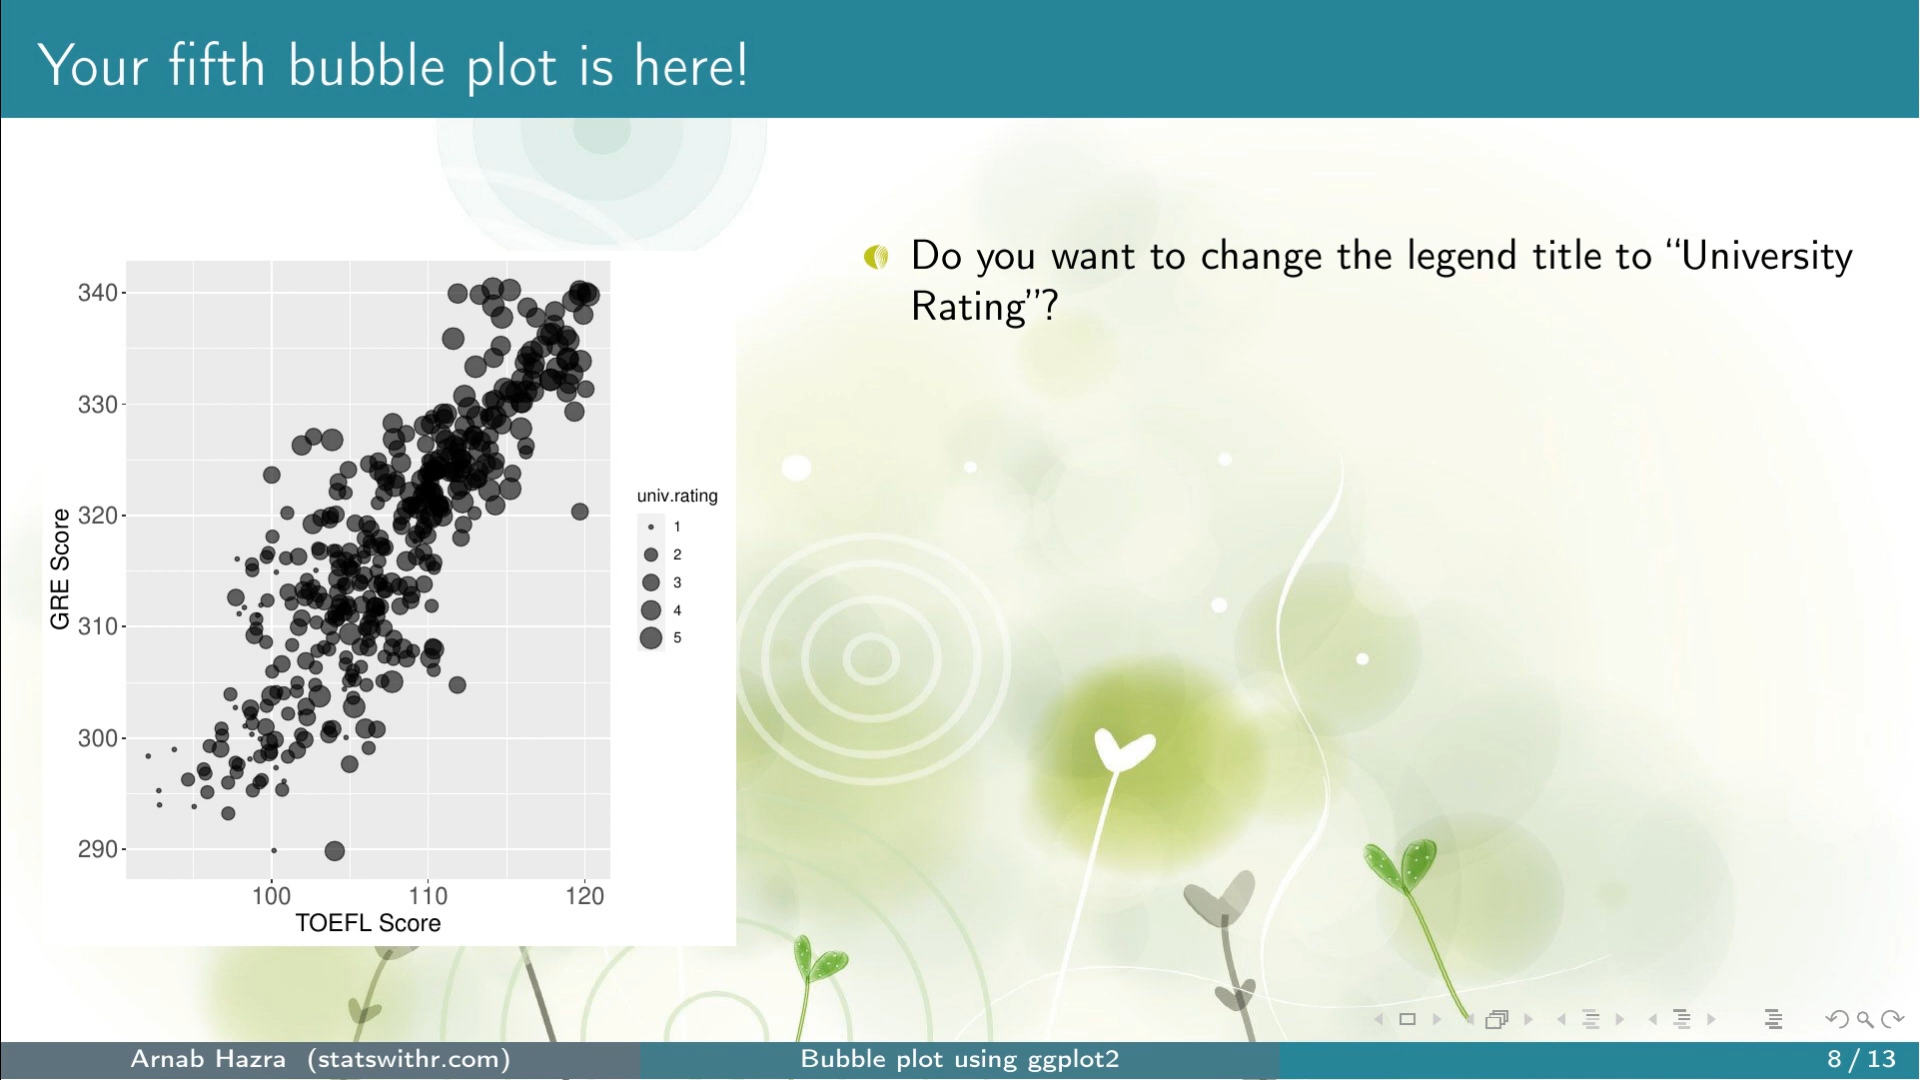 Your fifth bubble plot is here!
Do you want to change the legend title to “University
Rating”?
340
330
320
310
300
290
GRE Score
100 110 120
TOEFL Score
univ.rating
1
2
3
4
5
Arnab Hazra (statswithr.com)
Bubble plot using ggplot2
8 / 13